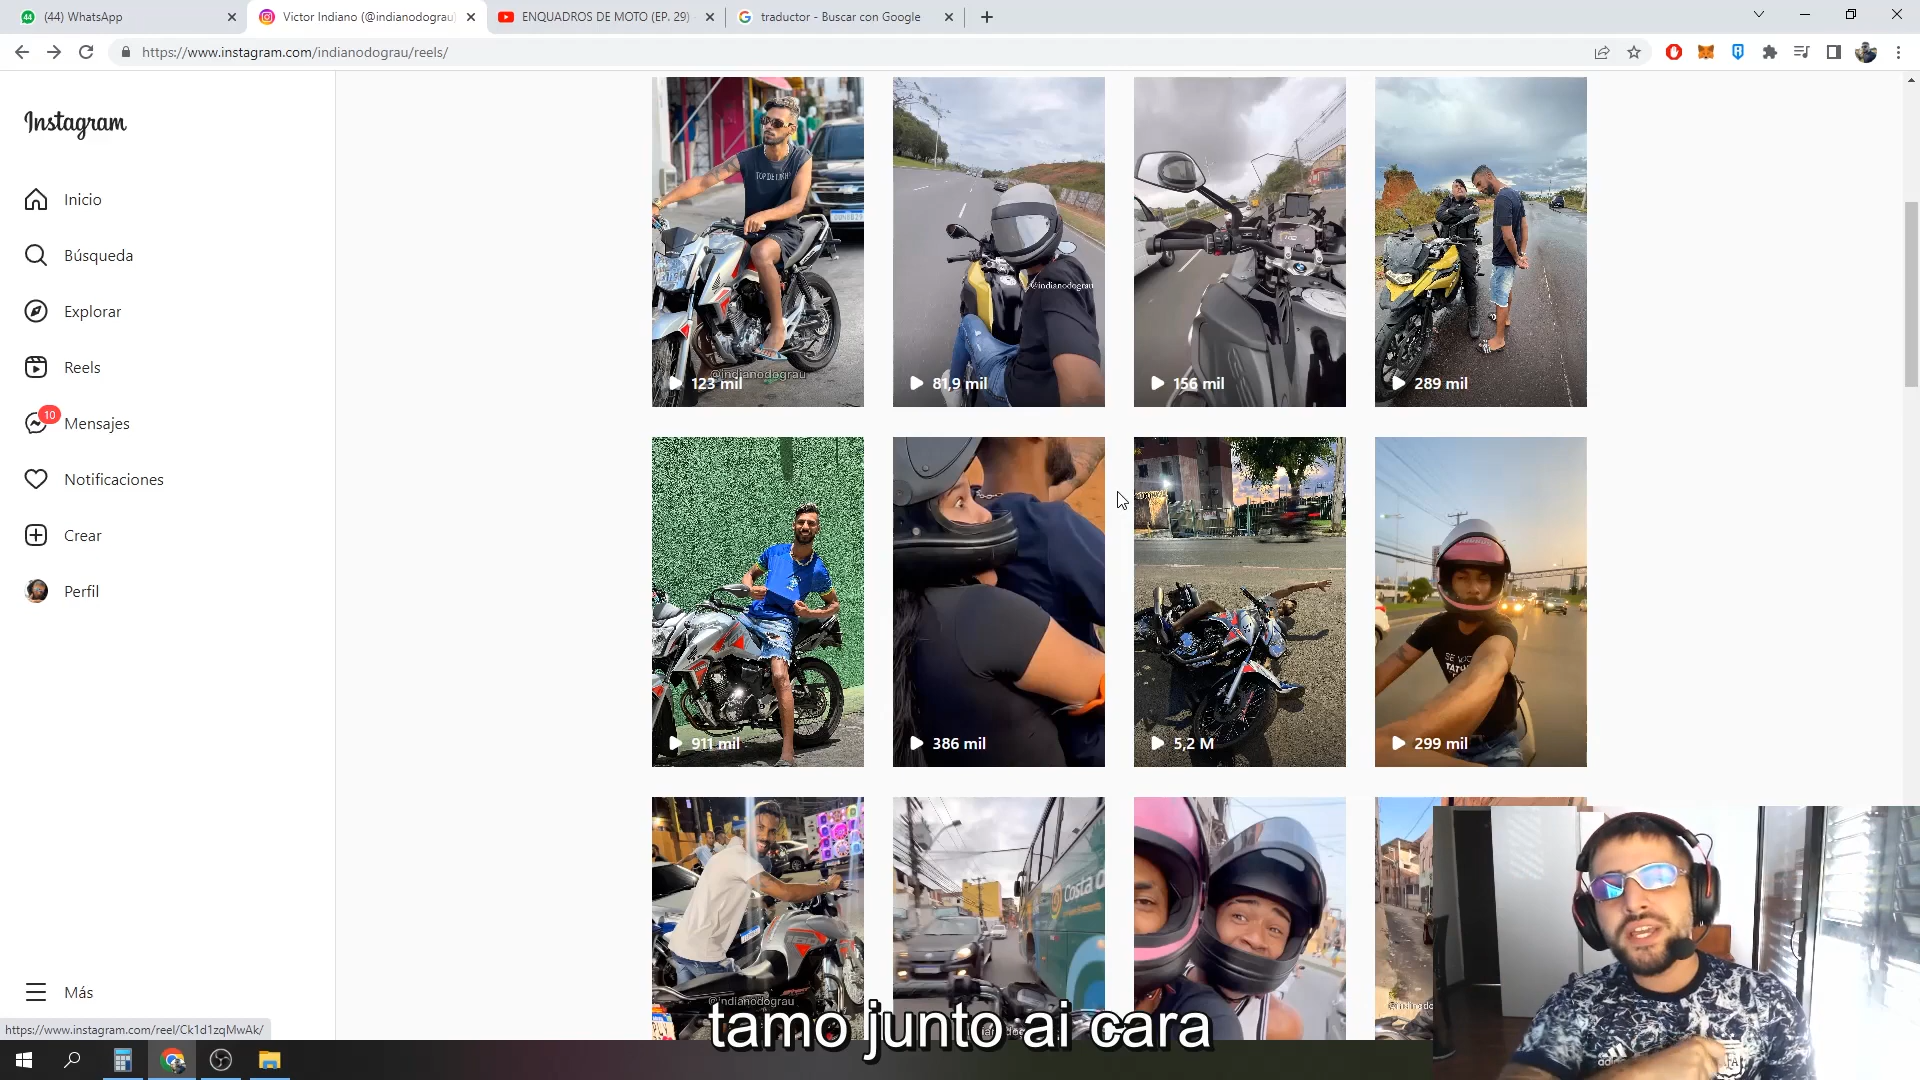 (44) WhatsApp
Victor Indiano (@indianodograu)
ENQUADROS DE MOTO (EP. 29)
traductor - Buscar con Google
https://www.instagram.com/indianodograu/reels/
Instagram
Inicio
Búsqueda
Explorar
Reels
10
Mensajes
Notificaciones
Crear
Perfil
Más
@indianodograu
123 mil
@indianodograu
81,9 mil
156 mil
289 mil
911 mil
386 mil
5,2 M
299 mil
@indianodograu
tamo junto ai cara
https://www.instagram.com/reel/Ck1d1zqMwAk/
adidas